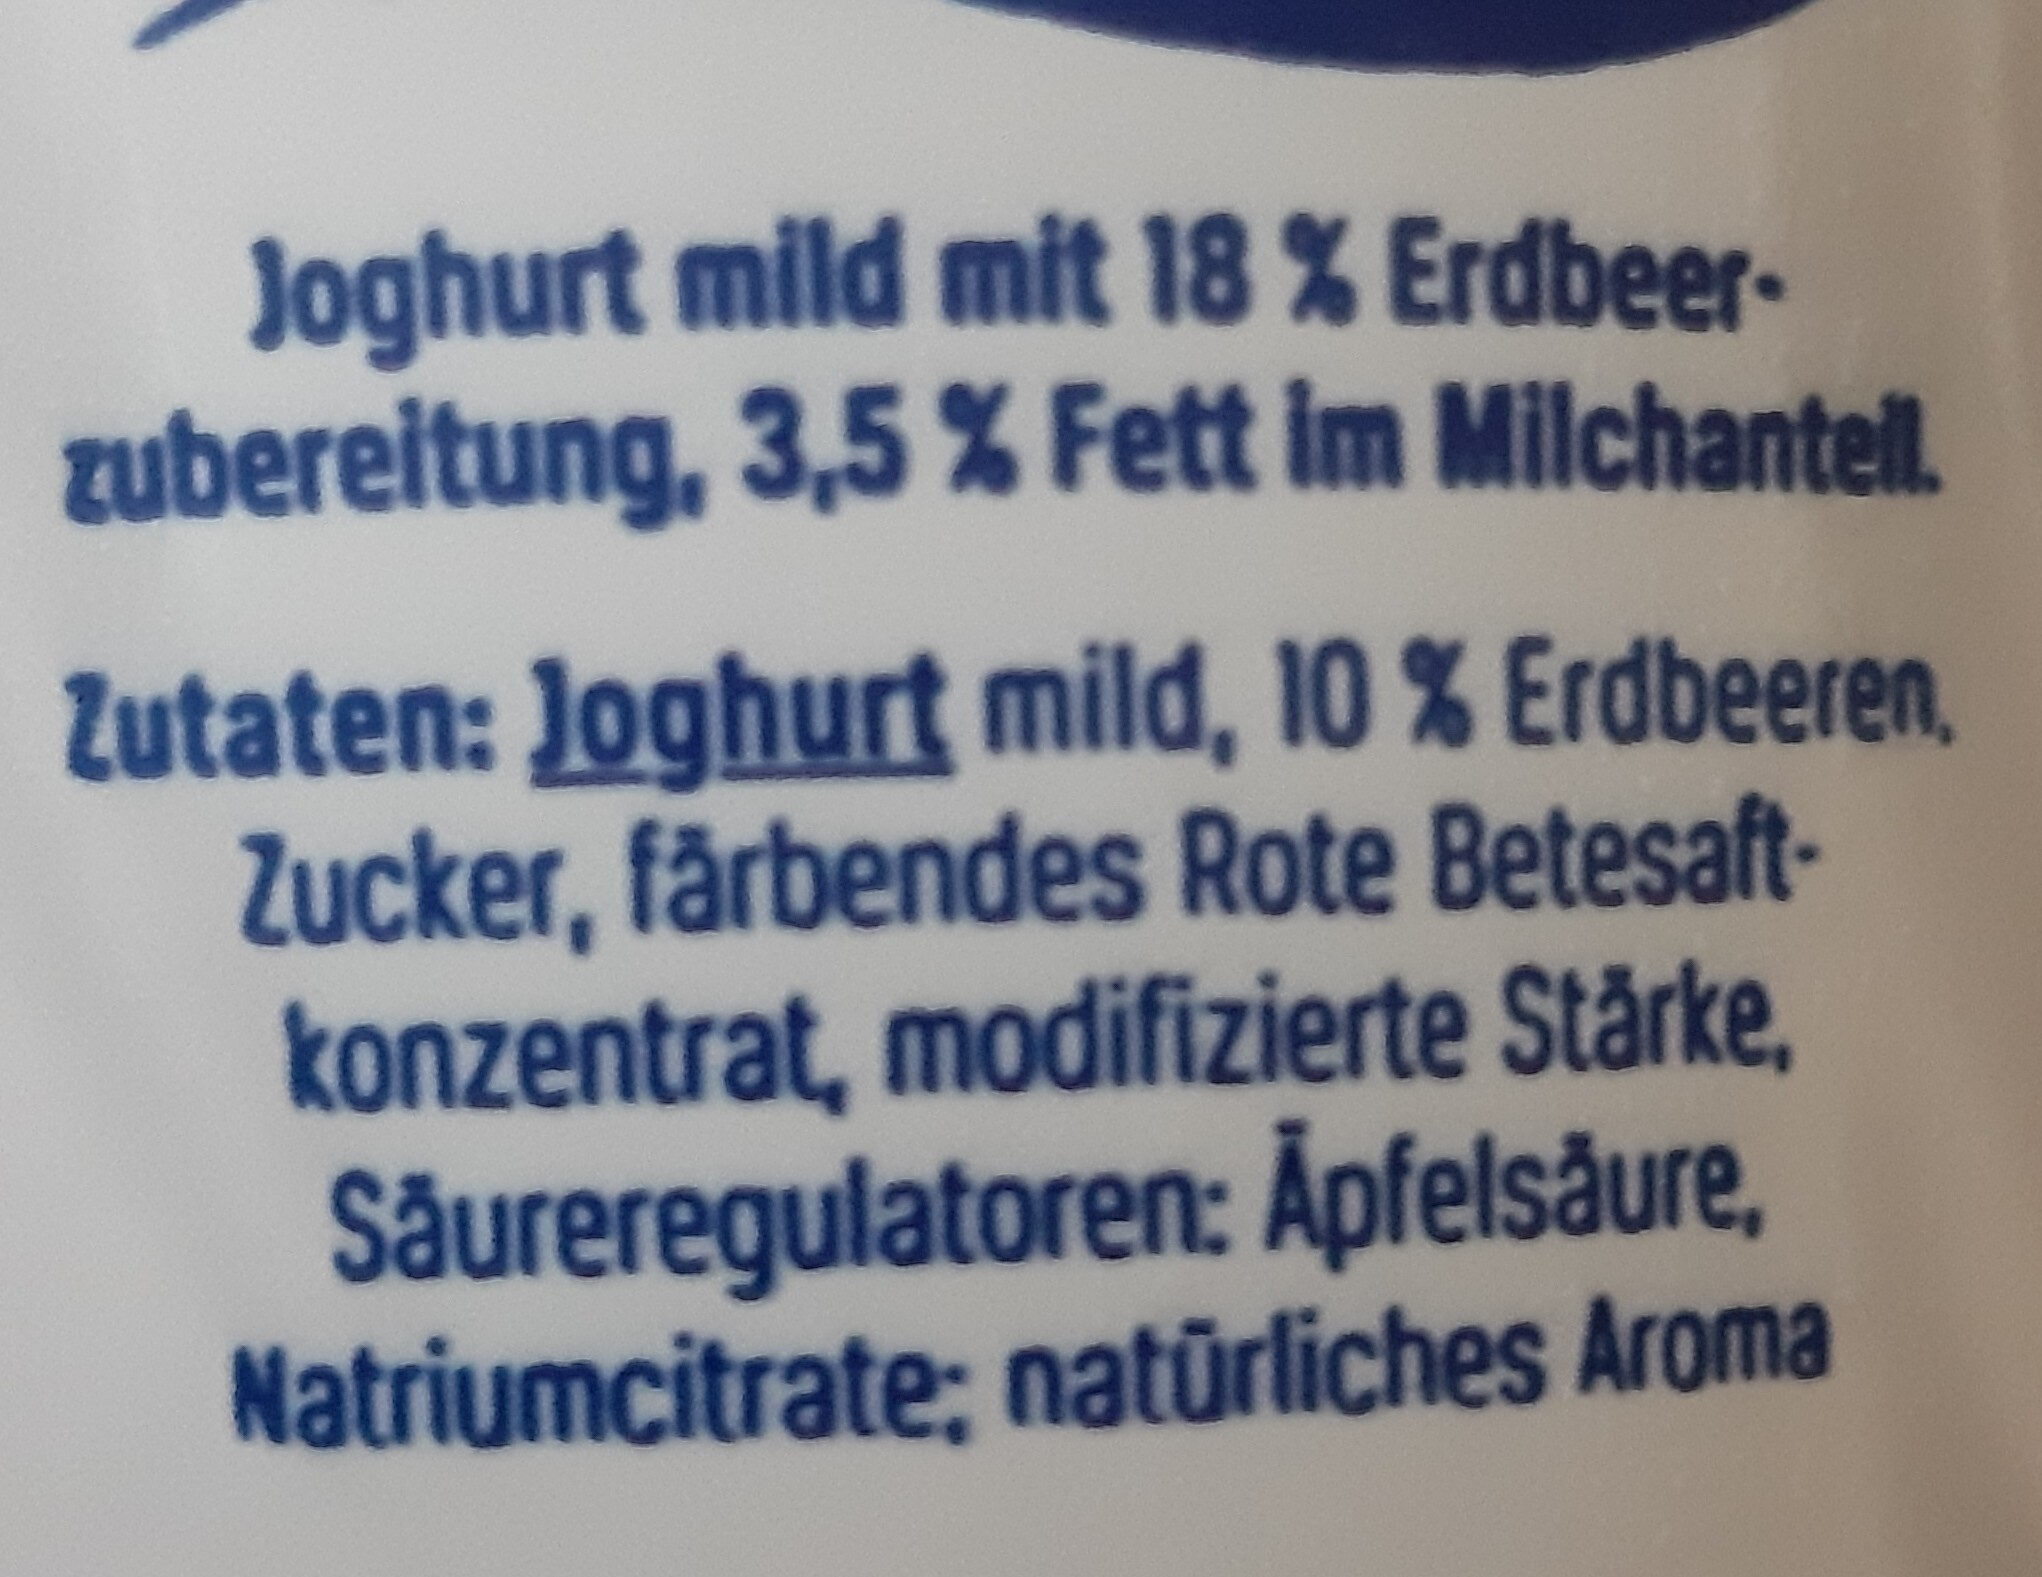 Joghurt mild mit 18 % Erdbeer-
zubereitung, 3,5 % Fett im Milchanteil.
Zutaten: Joghurt mild, 10 % Erdbeeren,
Zucker, färbendes Rote Betesaft-
konzentrat, modifizierte Stärke,
Säureregulatoren: Äpfelsäure,
Natriumcitrate; natürliches Aroma